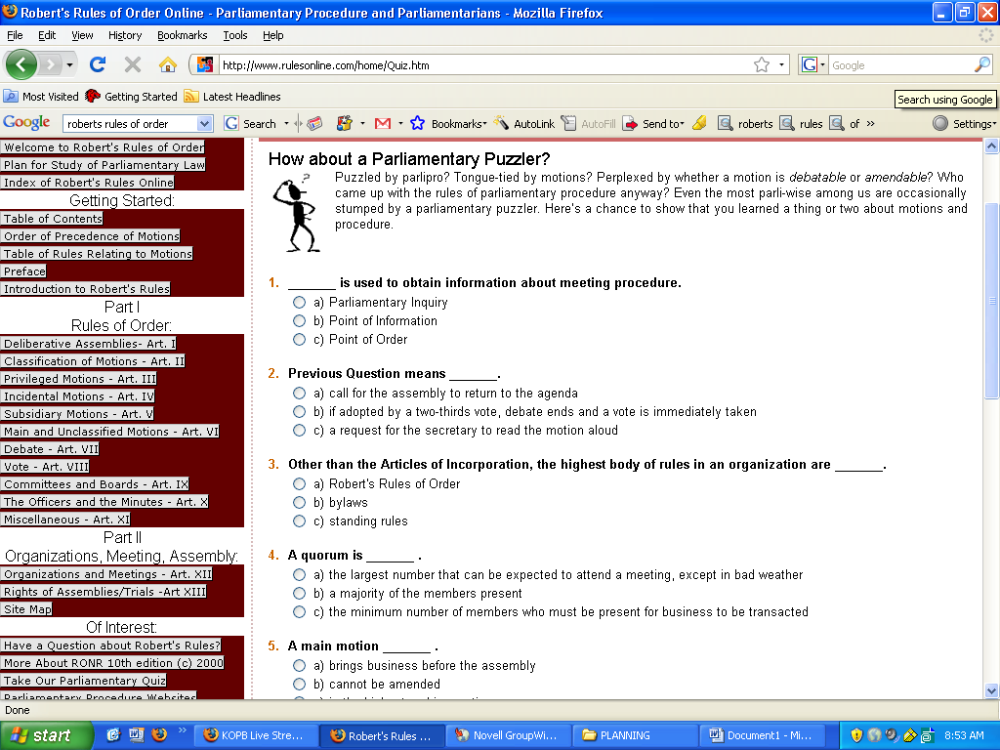 Robert's Rules of Order Online - Parliamentary Procedure and Parliamentarians - Mozilla Firefox
File Edit View History Bookmarks Tools Help
http://www.rulesonline.com/home/Quiz.htm
G Google
Most Visited Getting Started Latest Headlines
Search using Google
Google roberts rules of order G Search Bookmarks AutoLink AutoFill Send to roberts rules of » Settings
Welcome to Robert's Rules of Order
Plan for Study of Parliamentary Law
Index of Robert's Rules Online
Getting Started:
Table of Contents
Order of Precedence of Motions
Table of Rules Relating to Motions
Preface
Introduction to Robert's Rules
Part I
Rules of Order:
Deliberative Assemblies- Art. I
Classification of Motions - Art. II
Privileged Motions - Art. III
Incidental Motions - Art. IV
Subsidiary Motions - Art. V
Main and Unclassified Motions - Art. VI
Debate - Art. VII
Vote - Art. VIII
Committees and Boards - Art. IX
The Officers and the Minutes - Art. X
Miscellaneous - Art. XI
Part II
Organizations, Meeting, Assembly:
Organizations and Meetings - Art. XII
Rights of Assemblies/Trials -Art XIII
Site Map
Of Interest:
Have a Question about Robert's Rules?
More About RONR 10th edition (c) 2000
Take Our Parliamentary Quiz
Parliamentary Procedure Websites
How about a Parliamentary Puzzler?
?
Puzzled by parlipro? Tongue-tied by motions? Perplexed by whether a motion is debatable or amendable? Who
came up with the rules of parliamentary procedure anyway? Even the most parli-wise among us are occasionally
stumped by a parliamentary puzzler. Here's a chance to show that you learned a thing or two about motions and
procedure.
1. _______ is used to obtain information about meeting procedure.
a) Parliamentary Inquiry
b) Point of Information
c) Point of Order
2. Previous Question means _______.
a) call for the assembly to return to the agenda
b) if adopted by a two-thirds vote, debate ends and a vote is immediately taken
c) a request for the secretary to read the motion aloud
3. Other than the Articles of Incorporation, the highest body of rules in an organization are _______.
a) Robert's Rules of Order
b) bylaws
c) standing rules
4. A quorum is _______ .
a) the largest number that can be expected to attend a meeting, except in bad weather
b) a majority of the members present
c) the minimum number of members who must be present for business to be transacted
5. A main motion _______ .
a) brings business before the assembly
b) cannot be amended
Done
start » KOPB Live Stre... Robert's Rules ... Novell GroupWi... PLANNING Document1 - Mi... 8:53 AM